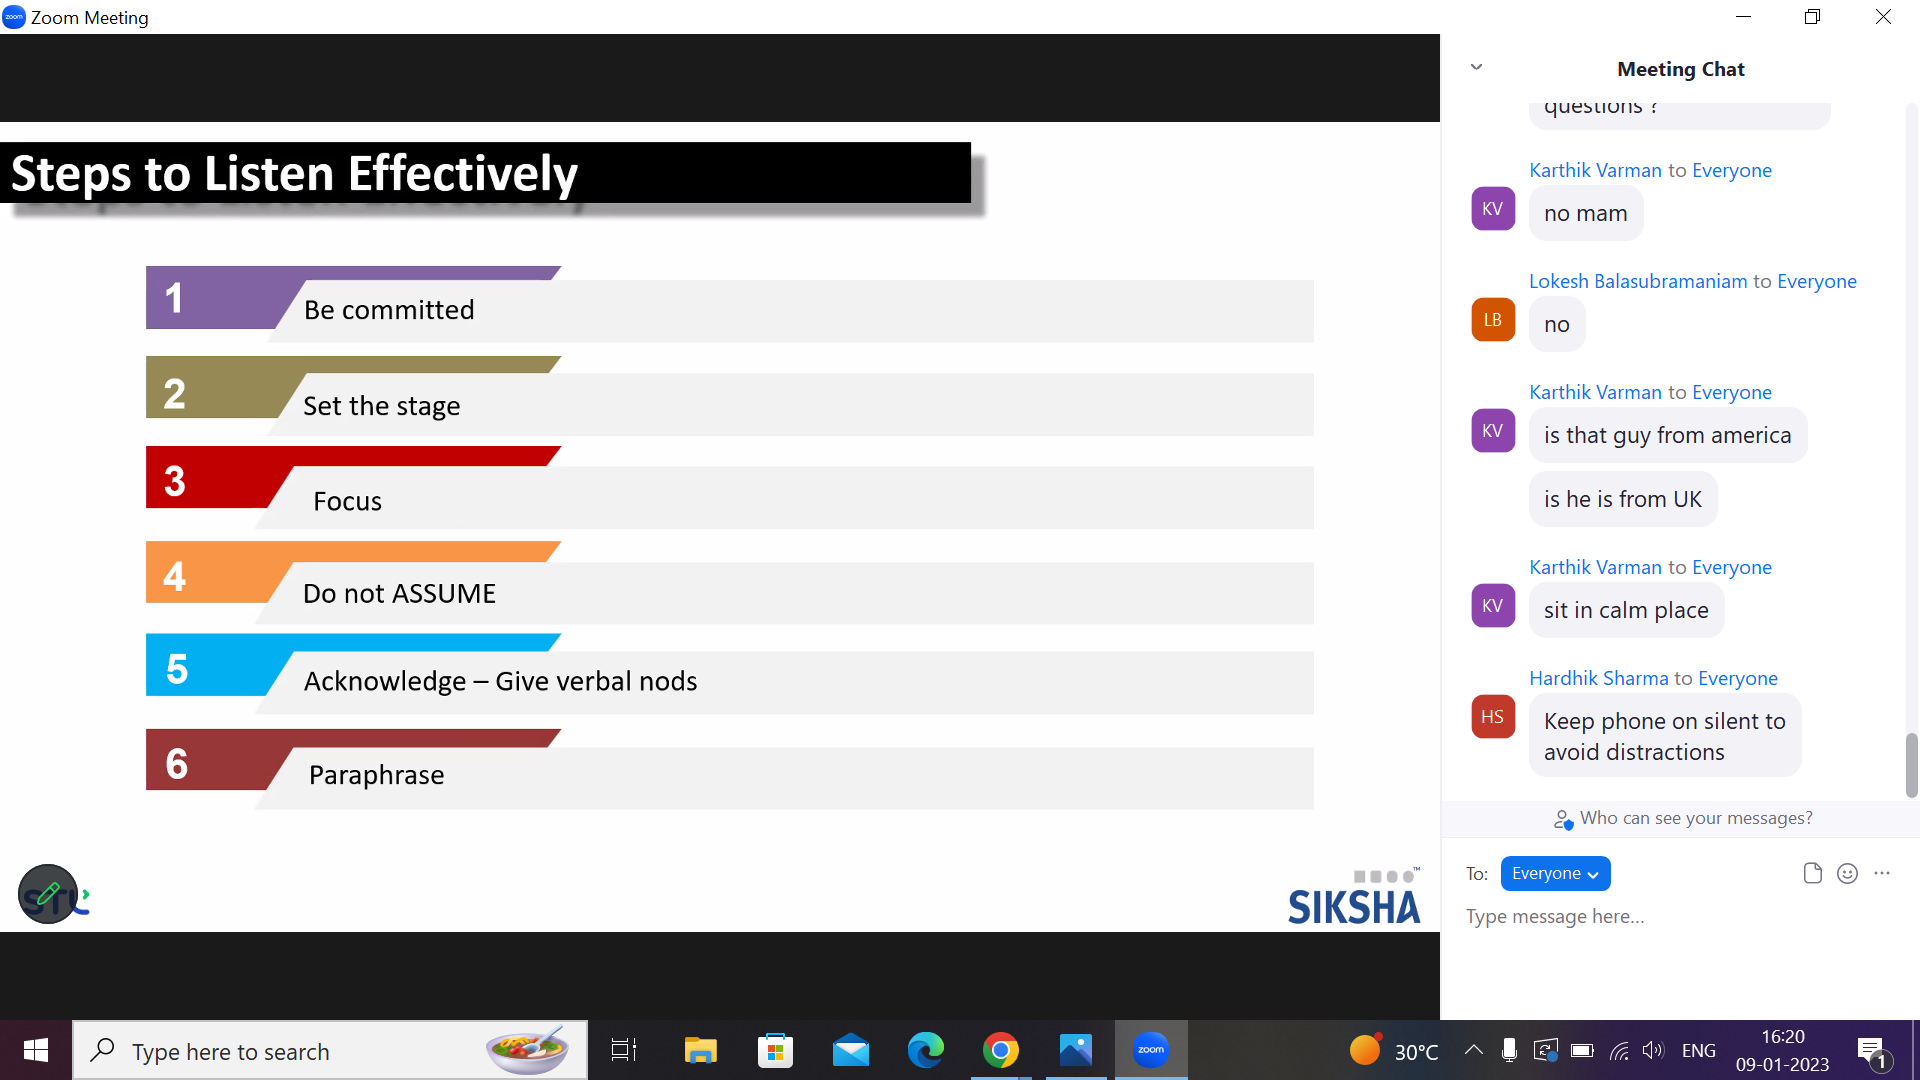 zoom Zoom Meeting
Steps to Listen Effectively
1 Be committed
2 Set the stage
3 Focus
4 Do not ASSUME
5 Acknowledge – Give verbal nods
6 Paraphrase
SIKSHA™
Meeting Chat
questions ?
Karthik Varman to Everyone
KV no mam
Lokesh Balasubramaniam to Everyone
LB no
Karthik Varman to Everyone
KV is that guy from america
is he is from UK
Karthik Varman to Everyone
KV sit in calm place
Hardhik Sharma to Everyone
HS Keep phone on silent to
avoid distractions
Who can see your messages?
To: Everyone
Type message here...
Type here to search
zoom
30°C
ENG
16:20
09-01-2023
1